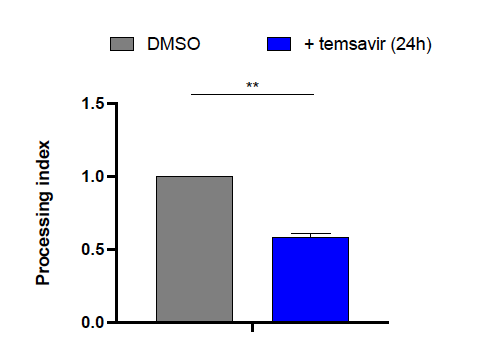 DMSO
+ temsavir (24h)
**
1.5
1.0
0.5
0.0
Processing index